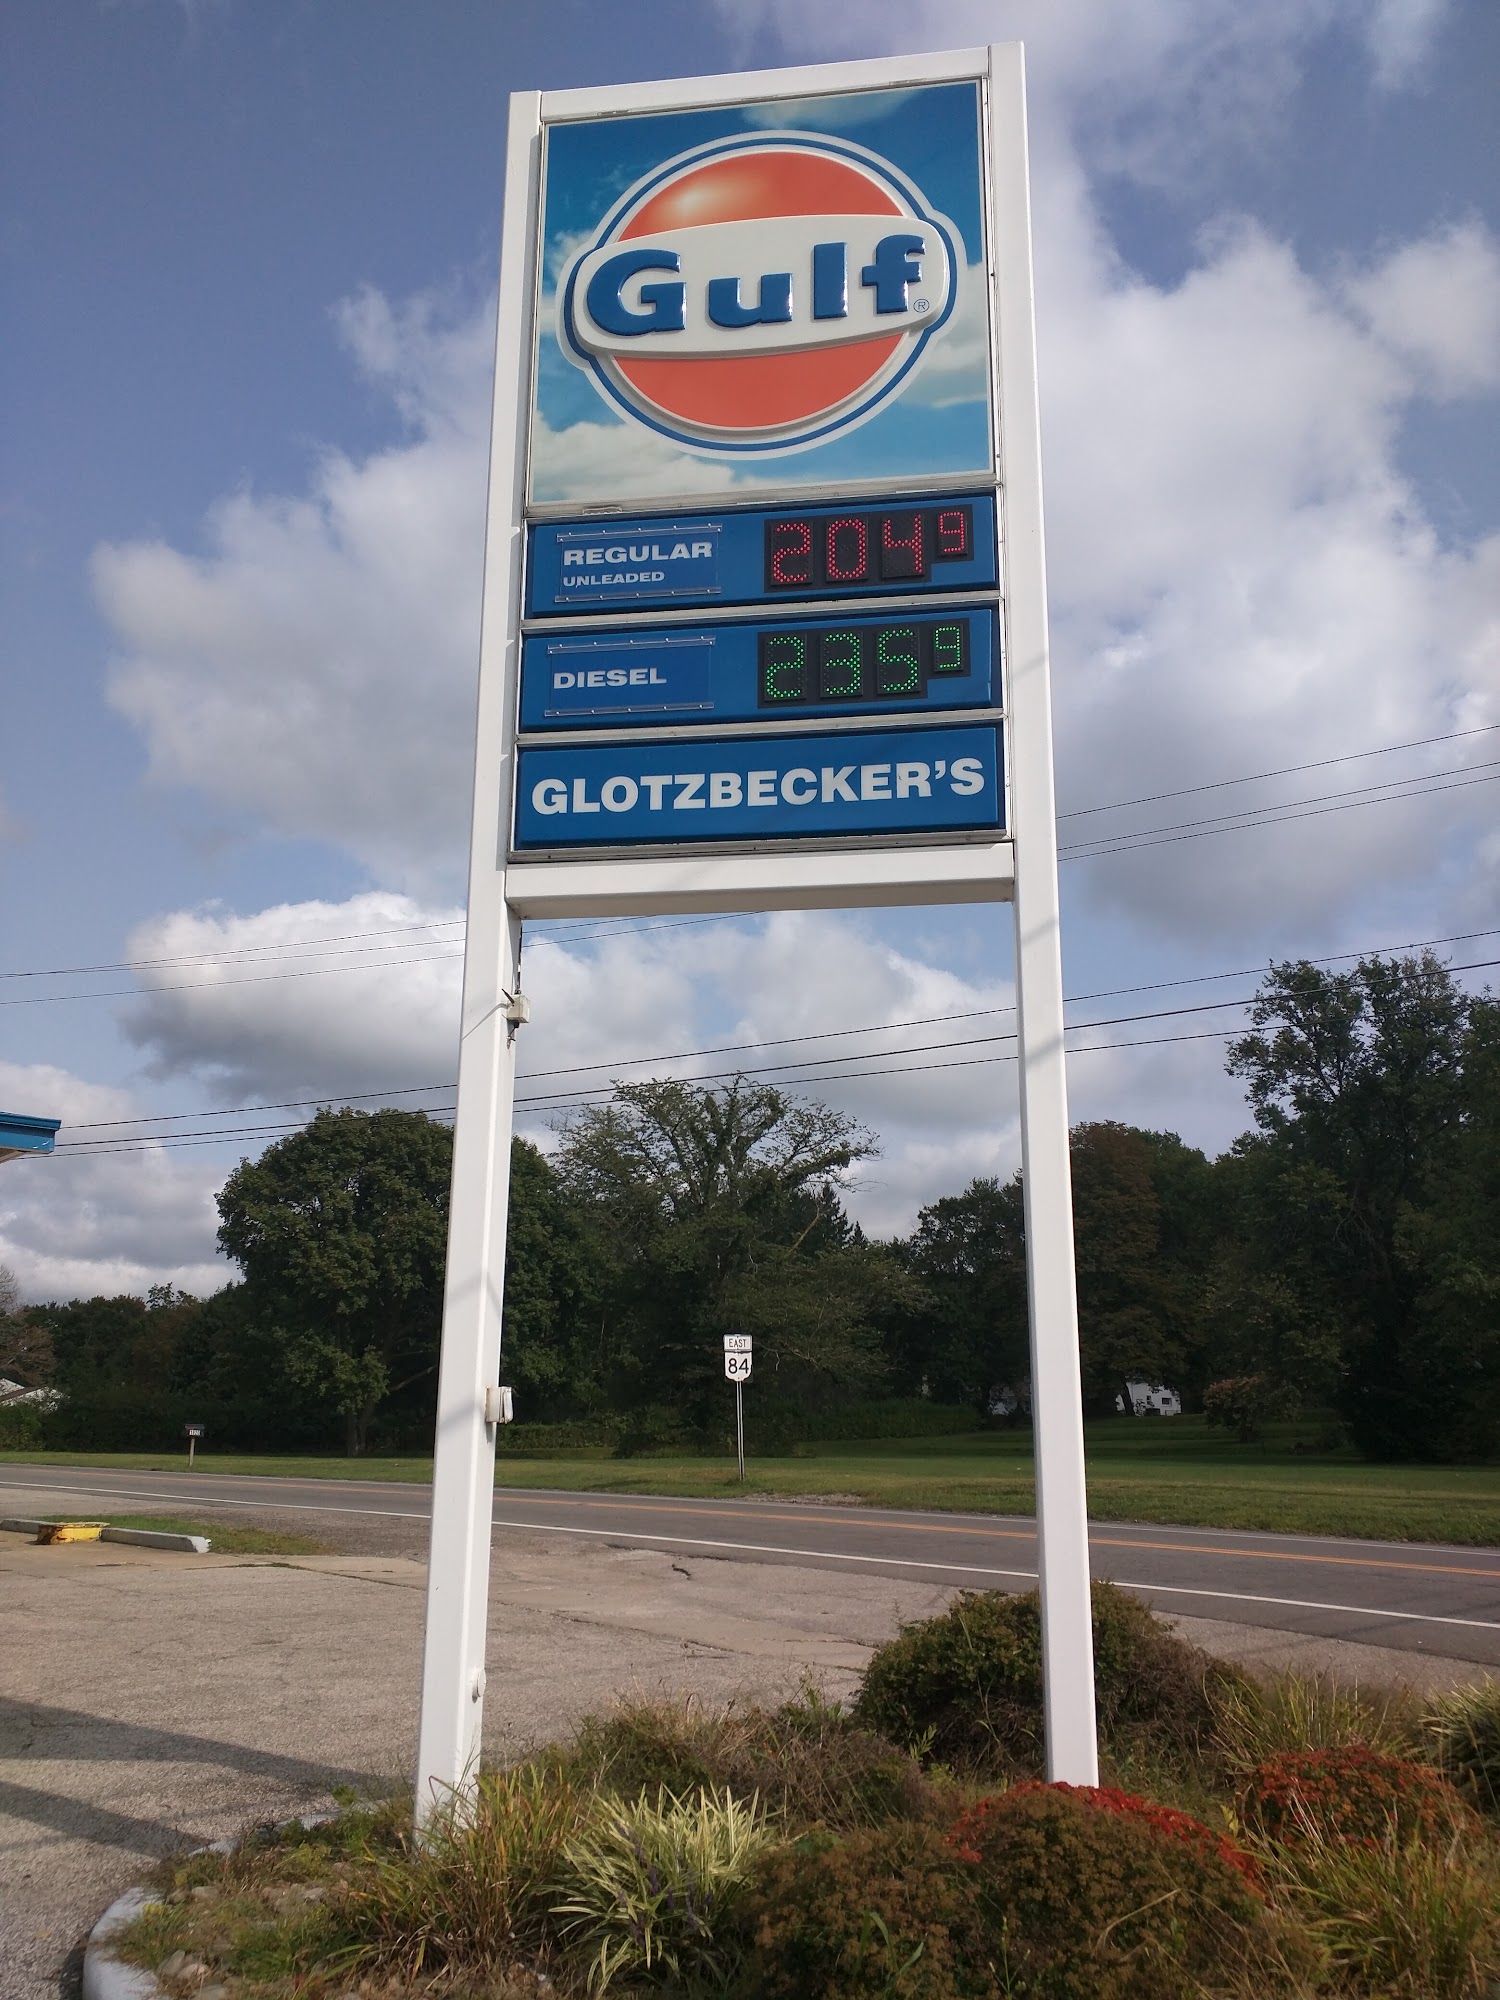 Gulf®
REGULAR
UNLEADED
2049
DIESEL
2359
GLOTZBECKER'S
EAST
84